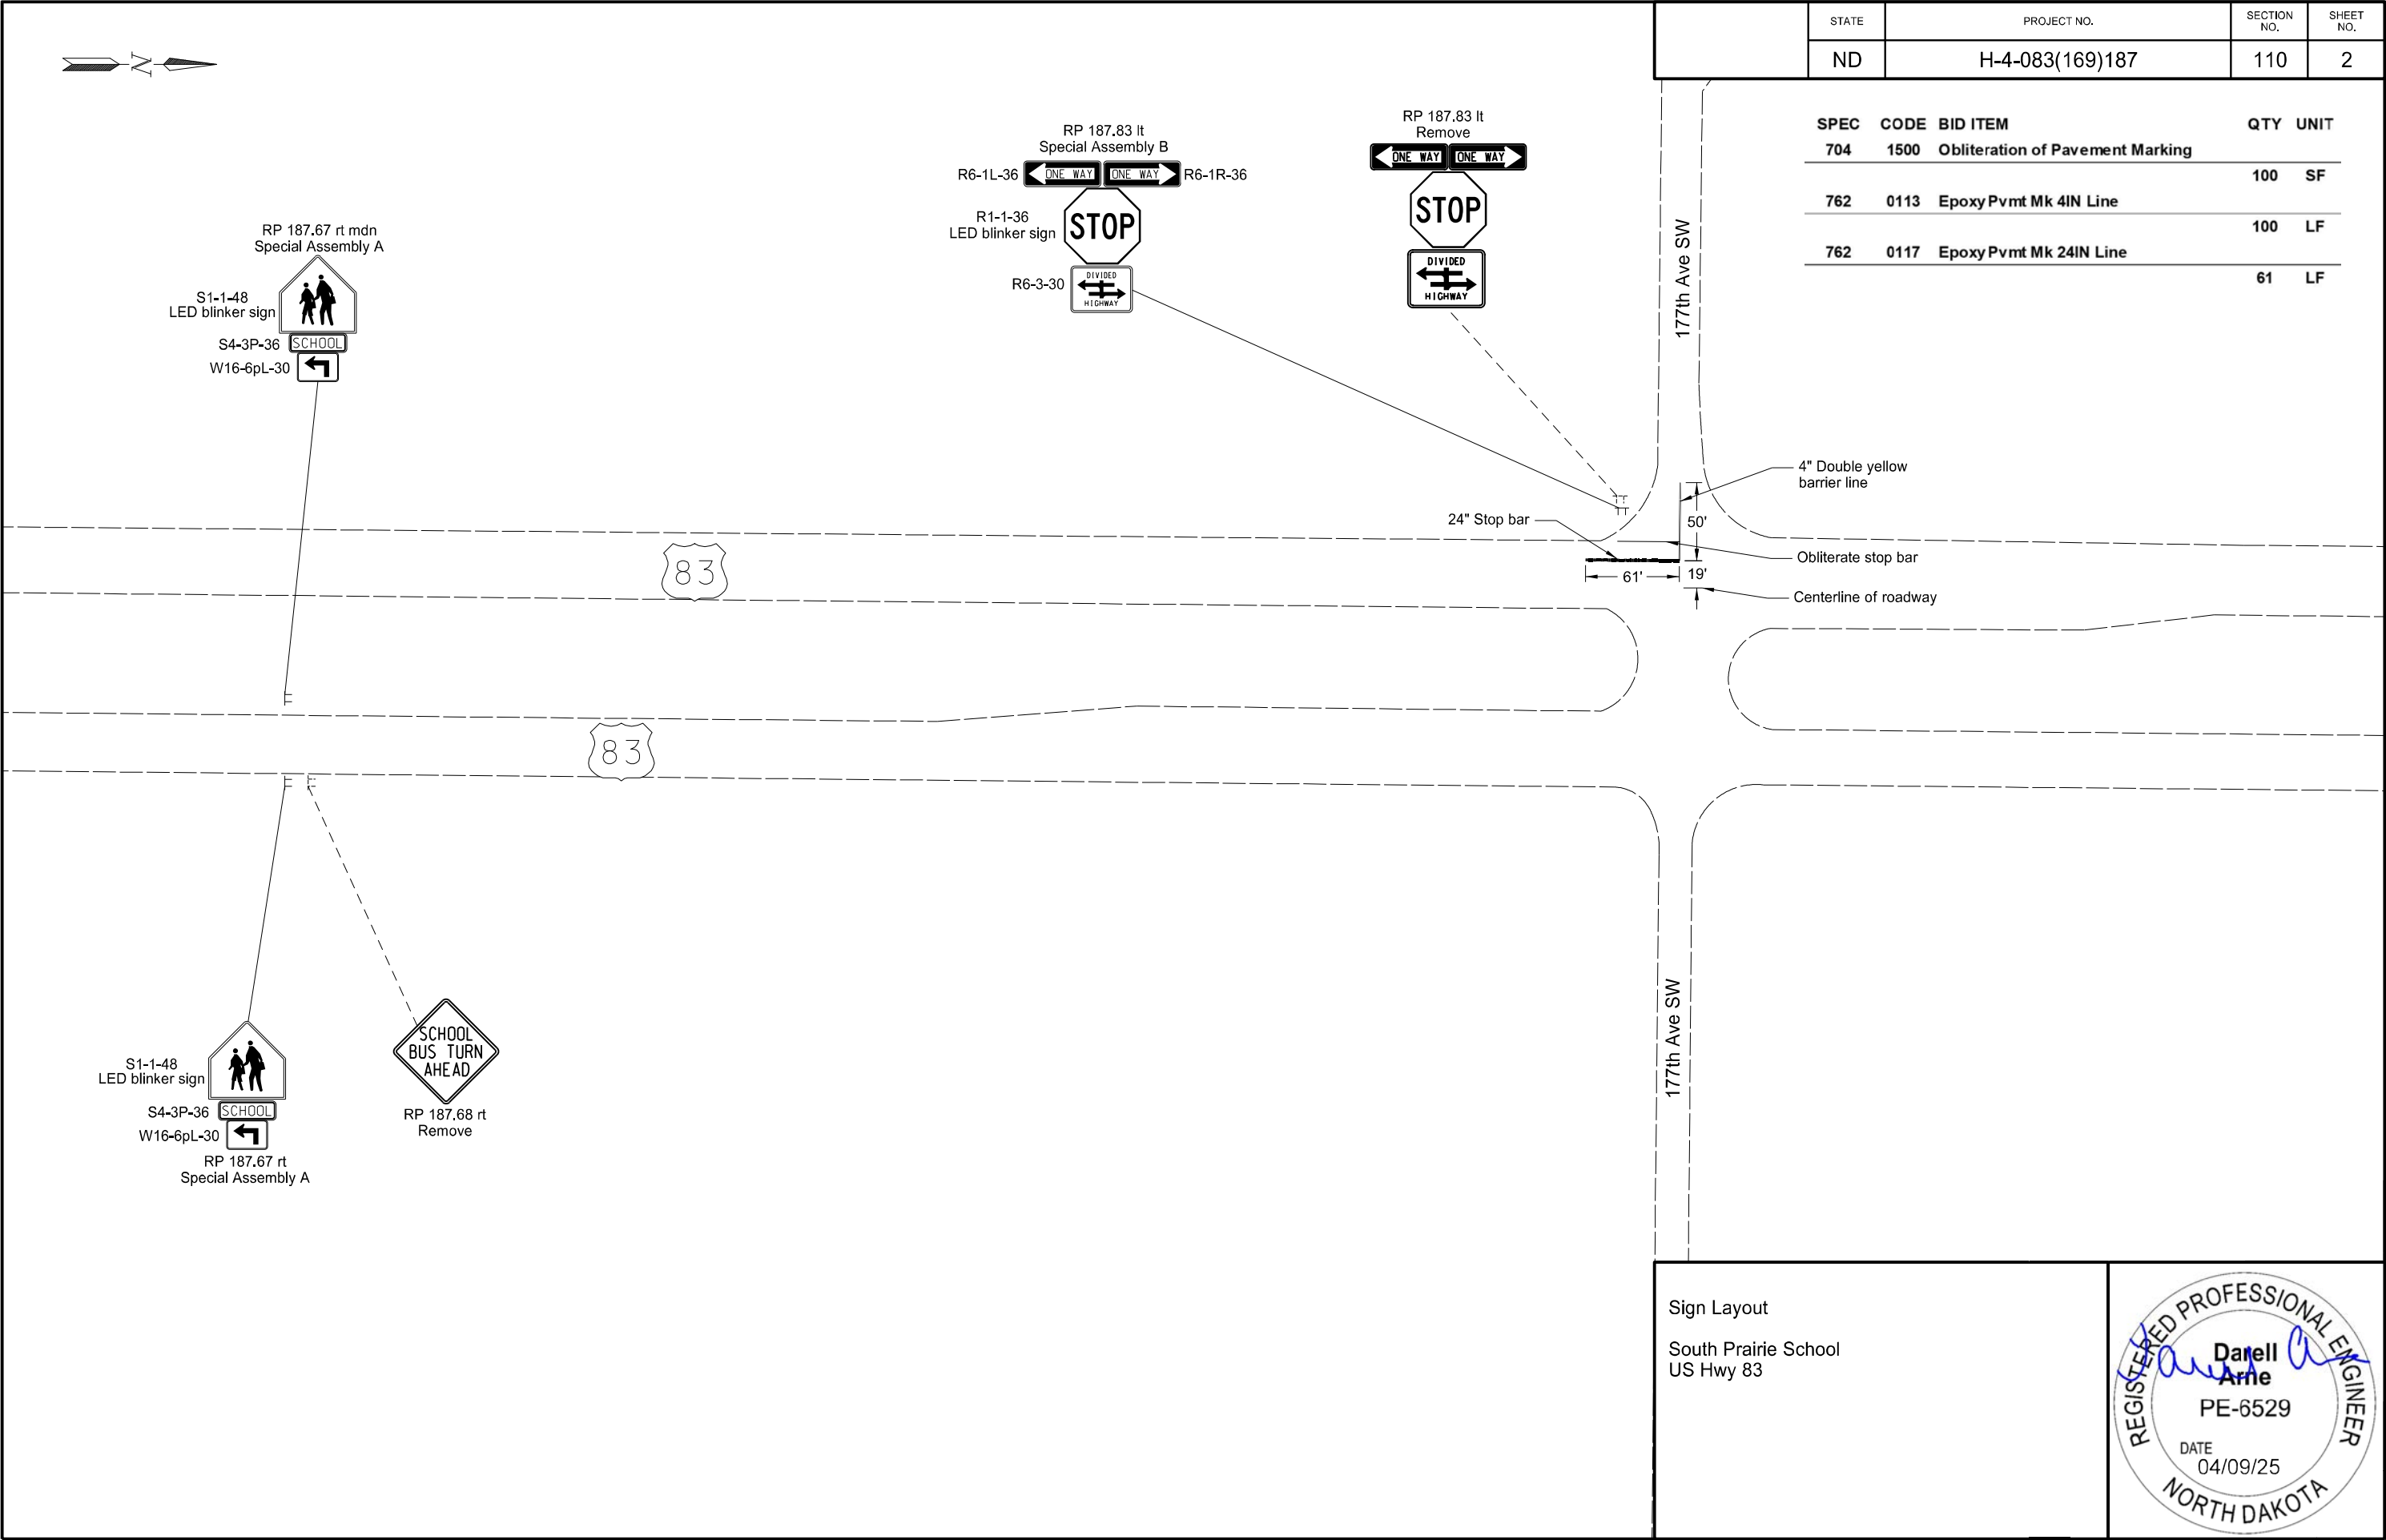 STATE
PROJECT NO.
SECTION NO.
SHEET NO.
ND
H-4-083(169)187
110
2
SPEC CODE BID ITEM QTY UNIT
704 1500 Obliteration of Pavement Marking
100 SF
762 0113 Epoxy Pvmt Mk 4IN Line
100 LF
762 0117 Epoxy Pvmt Mk 24IN Line
61 LF
N
RP 187.83 lt
Special Assembly B
R6-1L-36
ONE WAY
ONE WAY
R6-1R-36
R1-1-36
LED blinker sign
STOP
R6-3-30
DIVIDED
HIGHWAY
RP 187.83 lt
Remove
ONE WAY
ONE WAY
STOP
DIVIDED
HIGHWAY
177th Ave SW
RP 187.67 rt mdn
Special Assembly A
S1-1-48
LED blinker sign
S4-3P-36
SCHOOL
W16-6pL-30
4" Double yellow
barrier line
24" Stop bar
50'
Obliterate stop bar
61'
19'
Centerline of roadway
83
83
177th Ave SW
S1-1-48
LED blinker sign
S4-3P-36
SCHOOL
W16-6pL-30
RP 187.67 rt
Special Assembly A
SCHOOL
BUS TURN
AHEAD
RP 187.68 rt
Remove
Sign Layout
South Prairie School
US Hwy 83
REGISTERED PROFESSIONAL ENGINEER
Darell
Arne
PE-6529
DATE
04/09/25
NORTH DAKOTA